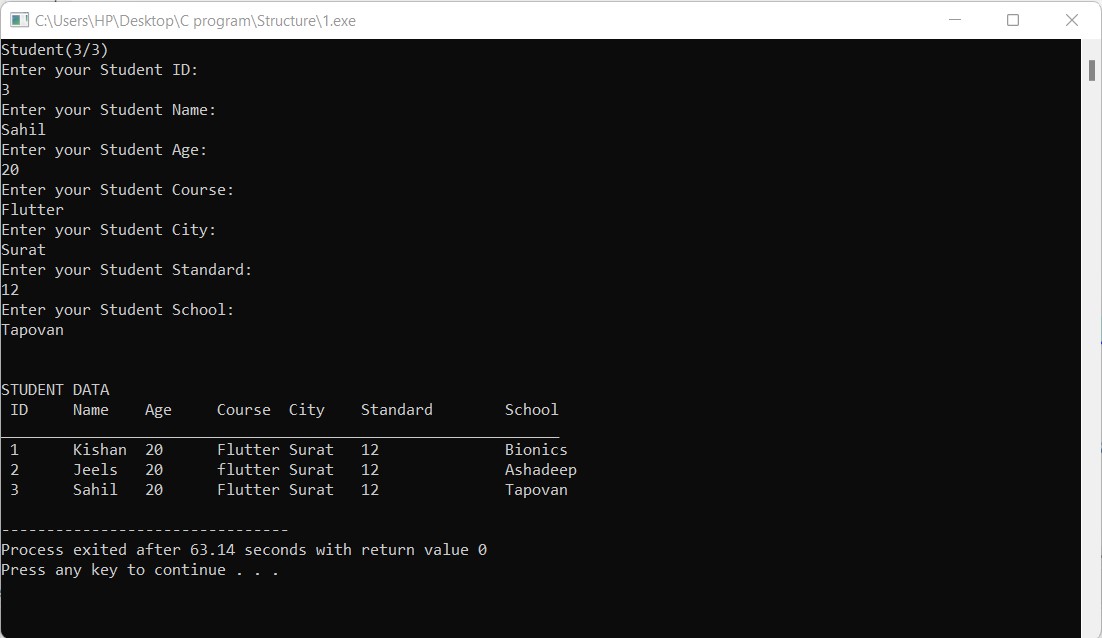 C:\Users\HP\Desktop\C program\Structure\1.exe
Student(3/3)
Enter your Student ID:
3
Enter your Student Name:
Sahil
Enter your Student Age:
20
Enter your Student Course:
Flutter
Enter your Student City:
Surat
Enter your Student Standard:
12
Enter your Student School:
Tapovan
STUDENT DATA
ID Name Age Course City Standard School
______________________________________________________________
1 Kishan 20 Flutter Surat 12 Bionics
2 Jeels 20 flutter Surat 12 Ashadeep
3 Sahil 20 Flutter Surat 12 Tapovan
--------------------------------
Process exited after 63.14 seconds with return value 0
Press any key to continue . . .